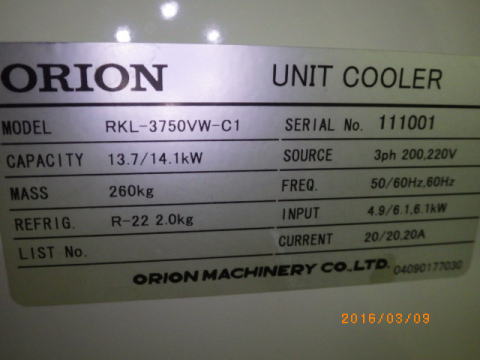 ORION UNIT COOLER
MODEL RKL-3750VW-C1 SERIAL No. 111001
CAPACITY 13.7/14.1kW SOURCE 3ph 200,220V
MASS 260kg FREQ. 50/60Hz,60Hz
REFRIG. R-22 2.0kg INPUT 4.9/6.1,6.1kW
LIST No. CURRENT 20/20,20A
ORION MACHINERY CO.,LTD. 04090177030
2016/03/09